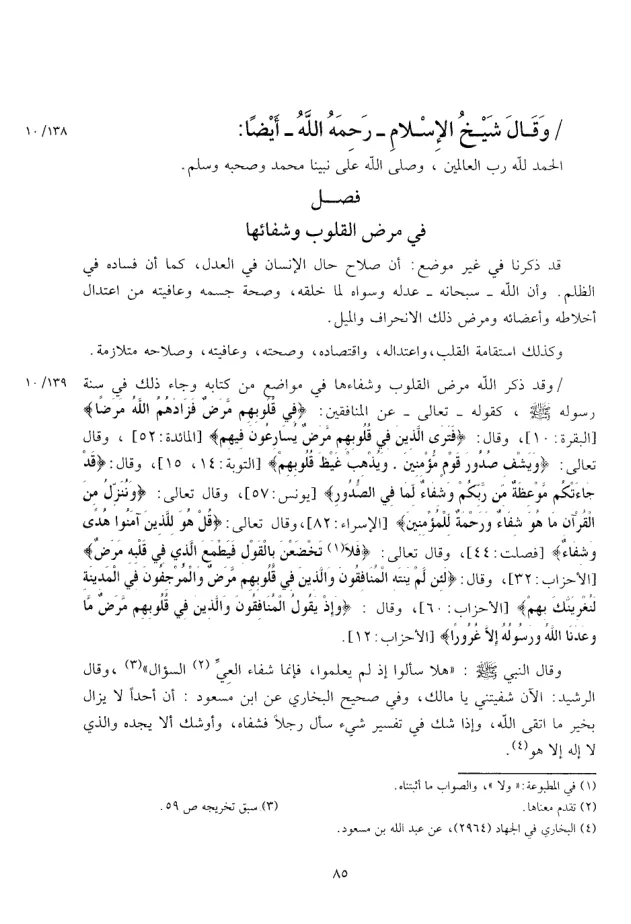 / وَقَالَ شَيْخُ الإِسْلَامِ ـ رَحِمَهُ اللَّهُ ـ أَيْضًا: ١٠/١٣٨
الحمد لله رب العالمين ، وصلى الله على نبينا محمد وصحبه وسلم.
فصــل
في مرض القلوب وشفائها
قد ذكرنا في غير موضع: أن صلاح حال الإنسان في العدل، كما أن فساده في
الظلم. وأن الله ـ سبحانه ـ عدله وسواه لما خلقه، وصحة جسمه وعافيته من اعتدال
أخلاطه وأعضائه ومرض ذلك الانحراف والميل.
وكذلك استقامة القلب،واعتداله، واقتصاده، وصحته، وعافيته، وصلاحه متلازمة.
/ وقد ذكر الله مرض القلوب وشفاءها في مواضع من كتابه وجاء ذلك في سنة ١٠/١٣٩
رسوله ﷺ ، كقوله ـ تعالى ـ عن المنافقين: ﴿فِي قُلُوبِهِم مَّرَضٌ فَزَادَهُمُ اللَّهُ مَرَضًا﴾
[البقرة:١٠]، وقال: ﴿فَتَرَى الَّذِينَ فِي قُلُوبِهِم مَّرَضٌ يُسَارِعُونَ فِيهِم﴾ [المائدة:٥٢] ، وقال
تعالى: ﴿وَيَشْفِ صُدُورَ قَوْمٍ مُّؤْمِنِينَ . وَيُذْهِبْ غَيْظَ قُلُوبِهِمْ﴾ [التوبة:١٤، ١٥]، وقال:﴿قَدْ
جَاءَتْكُم مَّوْعِظَةٌ مِّن رَّبِّكُمْ وَشِفَاءٌ لِّمَا فِي الصُّدُورِ﴾ [يونس:٥٧]، وقال تعالى: ﴿وَنُنَزِّلُ مِنَ
الْقُرْآنِ مَا هُوَ شِفَاءٌ وَرَحْمَةٌ لِّلْمُؤْمِنِينَ﴾ [الإسراء:٨٢]،وقال تعالى:﴿قُلْ هُوَ لِلَّذِينَ آمَنُوا هُدًى
وَشِفَاءٌ﴾ [فصلت:٤٤]، وقال تعالى: ﴿فَلَا(١) تَخْضَعْنَ بِالْقَوْلِ فَيَطْمَعَ الَّذِي فِي قَلْبِهِ مَرَضٌ﴾
[الأحزاب:٣٢]، وقال:﴿لَئِن لَّمْ يَنتَهِ الْمُنَافِقُونَ وَالَّذِينَ فِي قُلُوبِهِم مَّرَضٌ وَالْمُرْجِفُونَ فِي الْمَدِينَةِ
لَنُغْرِيَنَّكَ بِهِمْ﴾ [الأحزاب:٦٠]، وقال : ﴿وَإِذْ يَقُولُ الْمُنَافِقُونَ وَالَّذِينَ فِي قُلُوبِهِم مَّرَضٌ مَّا
وَعَدَنَا اللَّهُ وَرَسُولُهُ إِلَّا غُرُورًا﴾ [الأحزاب:١٢].
وقال النبي ﷺ : «هلا سألوا إذ لم يعلموا، فإنما شفاء العيِّ (٢) السؤال»(٣) ،وقال
الرشيد: الآن شفيتني يا مالك، وفي صحيح البخاري عن ابن مسعود : أن أحداً لا يزال
بخير ما اتقى الله، وإذا شك في تفسير شيء سأل رجلاً فشفاه، وأوشك ألا يجده والذي
لا إله إلا هو(٤).
(١) في المطبوعة:« ولا »، والصواب ما أثبتناه.
(٢) تقدم معناها. (٣) سبق تخريجه ص ٥٩.
(٤) البخاري في الجهاد (٢٩٦٤)، عن عبد الله بن مسعود.
٨٥